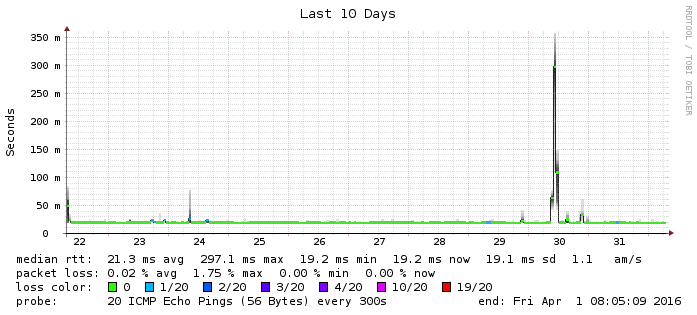 Last 10 Days
RRDTOOL / TOBI OETIKER
Seconds
350 m
300 m
250 m
200 m
150 m
100 m
50 m
0
22 23 24 25 26 27 28 29 30 31
median rtt: 21.3 ms avg 297.1 ms max 19.2 ms min 19.2 ms now 19.1 ms sd 1.1 am/s
packet loss: 0.02 % avg 1.75 % max 0.00 % min 0.00 % now
loss color: 0 1/20 2/20 3/20 4/20 10/20 19/20
probe: 20 ICMP Echo Pings (56 Bytes) every 300s end: Fri Apr 1 08:05:09 2016